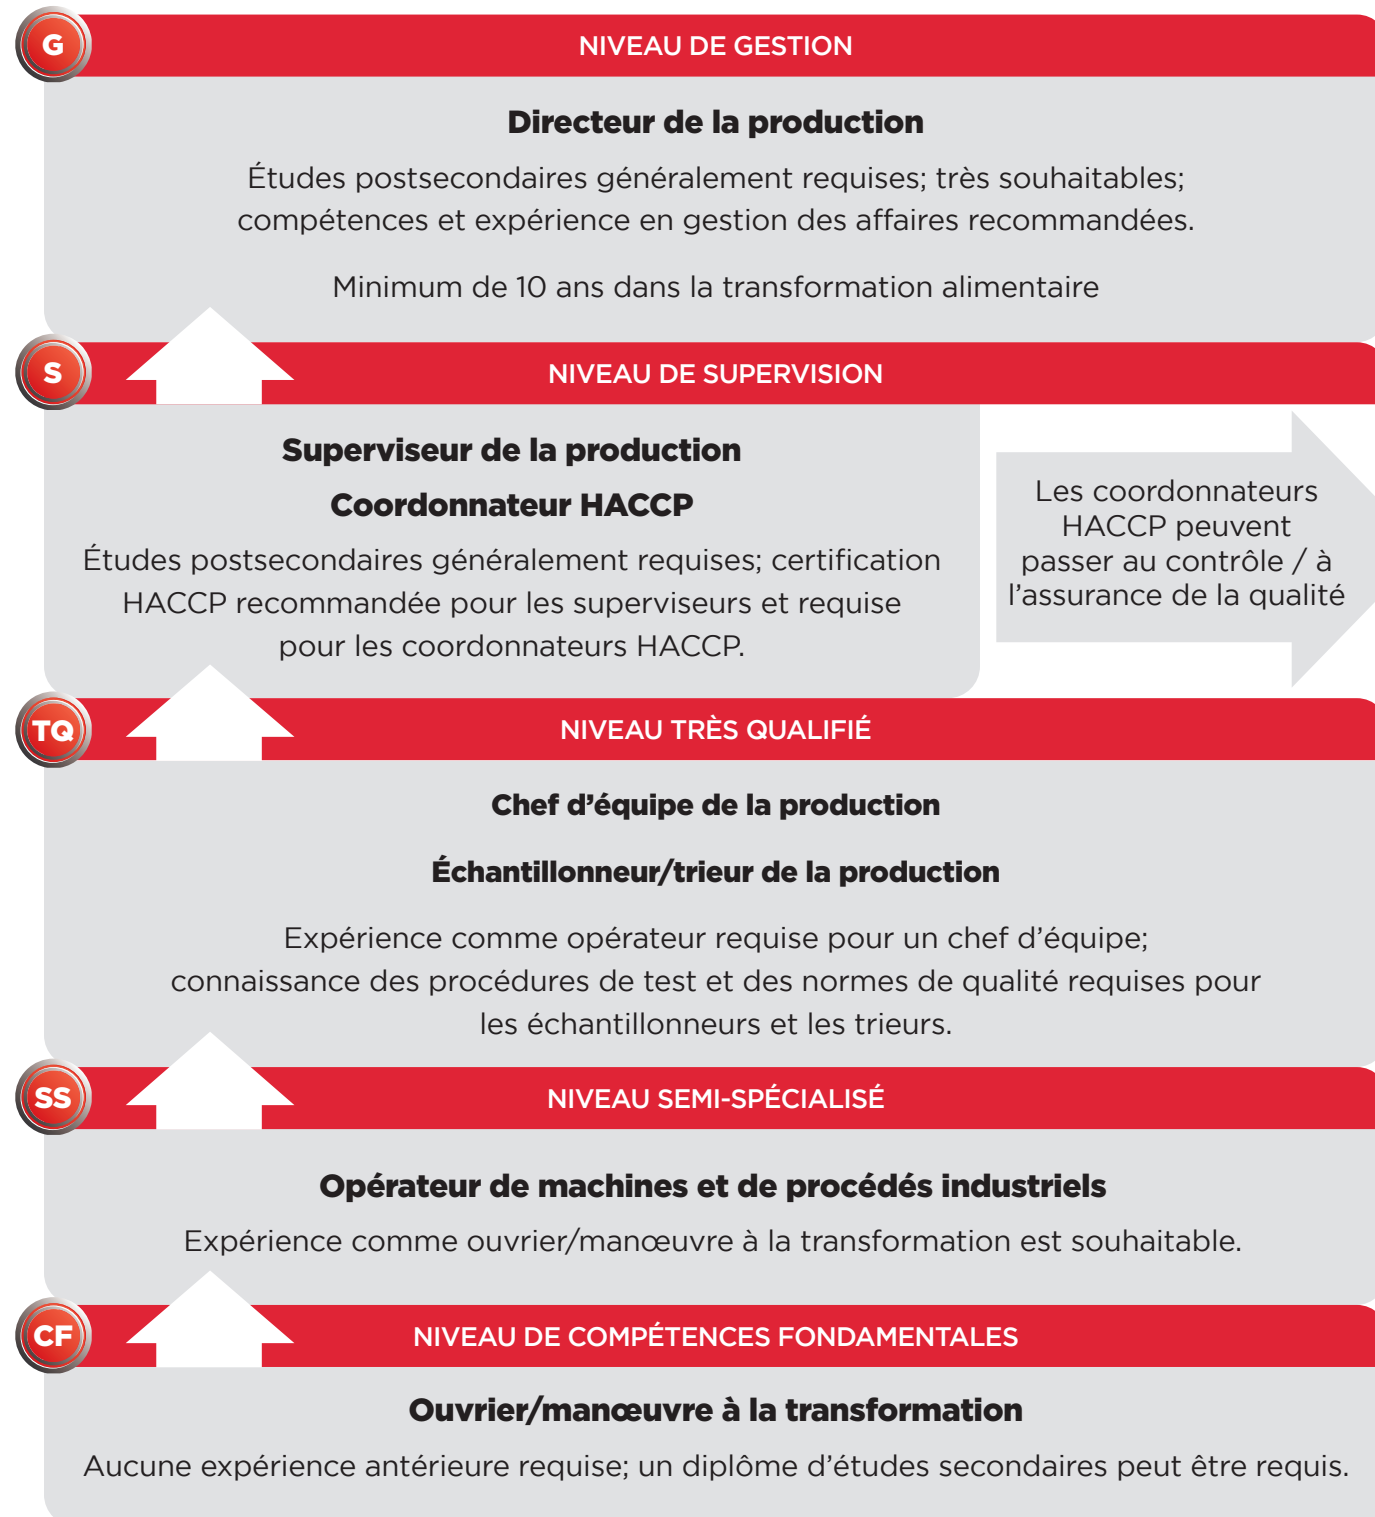 G
NIVEAU DE GESTION
Directeur de la production
Études postsecondaires généralement requises; très souhaitables;
compétences et expérience en gestion des affaires recommandées.
Minimum de 10 ans dans la transformation alimentaire
S
NIVEAU DE SUPERVISION
Superviseur de la production
Coordonnateur HACCP
Études postsecondaires généralement requises; certification
HACCP recommandée pour les superviseurs et requise
pour les coordonnateurs HACCP.
Les coordonnateurs
HACCP peuvent
passer au contrôle / à
l’assurance de la qualité
TQ
NIVEAU TRÈS QUALIFIÉ
Chef d’équipe de la production
Échantillonneur/trieur de la production
Expérience comme opérateur requise pour un chef d’équipe;
connaissance des procédures de test et des normes de qualité requises pour
les échantillonneurs et les trieurs.
SS
NIVEAU SEMI-SPÉCIALISÉ
Opérateur de machines et de procédés industriels
Expérience comme ouvrier/manœuvre à la transformation est souhaitable.
CF
NIVEAU DE COMPÉTENCES FONDAMENTALES
Ouvrier/manœuvre à la transformation
Aucune expérience antérieure requise; un diplôme d’études secondaires peut être requis.